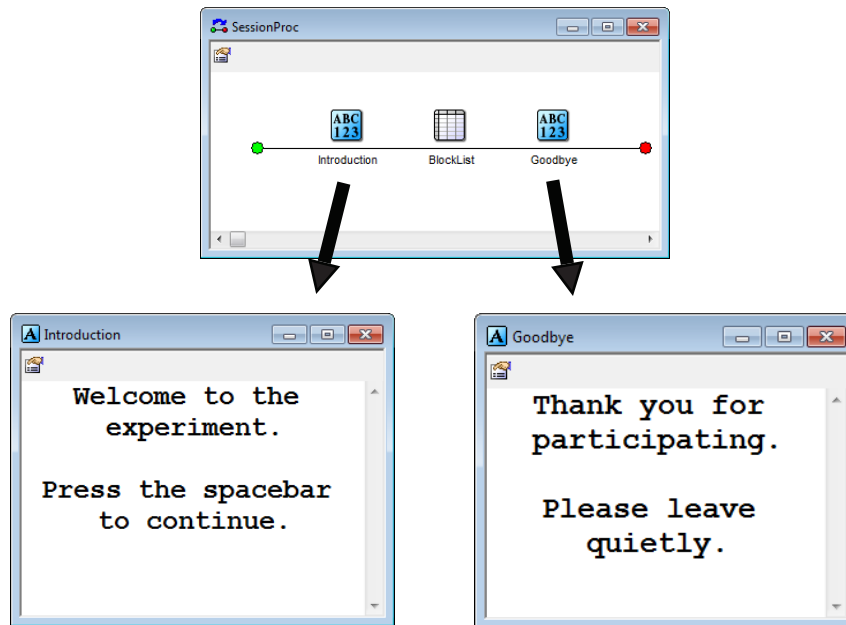 SessionProc
ABC
123
ABC
123
Introduction
BlockList
Goodbye
A Introduction
Welcome to the
experiment.
Press the spacebar
to continue.
A Goodbye
Thank you for
participating.
Please leave
quietly.